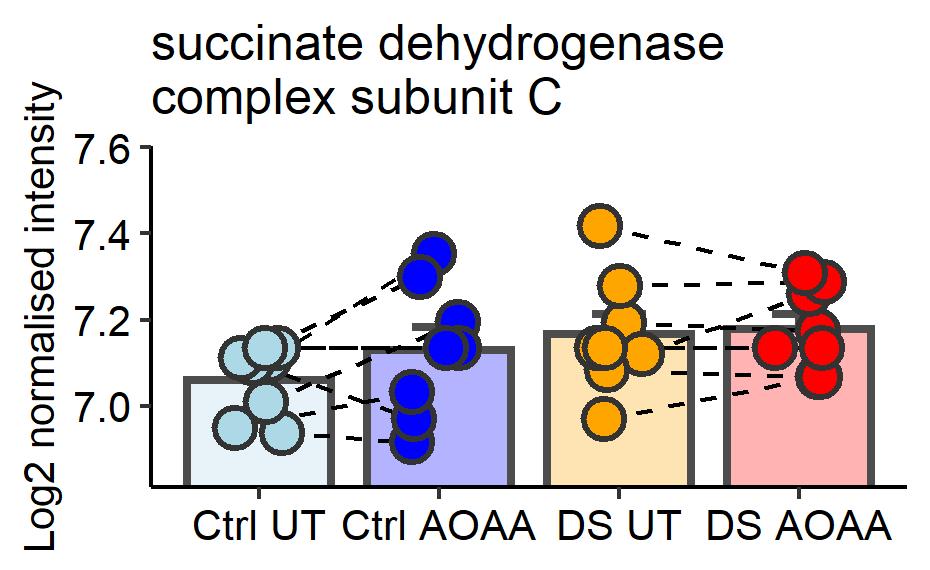 succinate dehydrogenase
complex subunit C
Log2 normalised intensity
7.6
7.4
7.2
7.0
Ctrl UT Ctrl AOAA DS UT DS AOAA